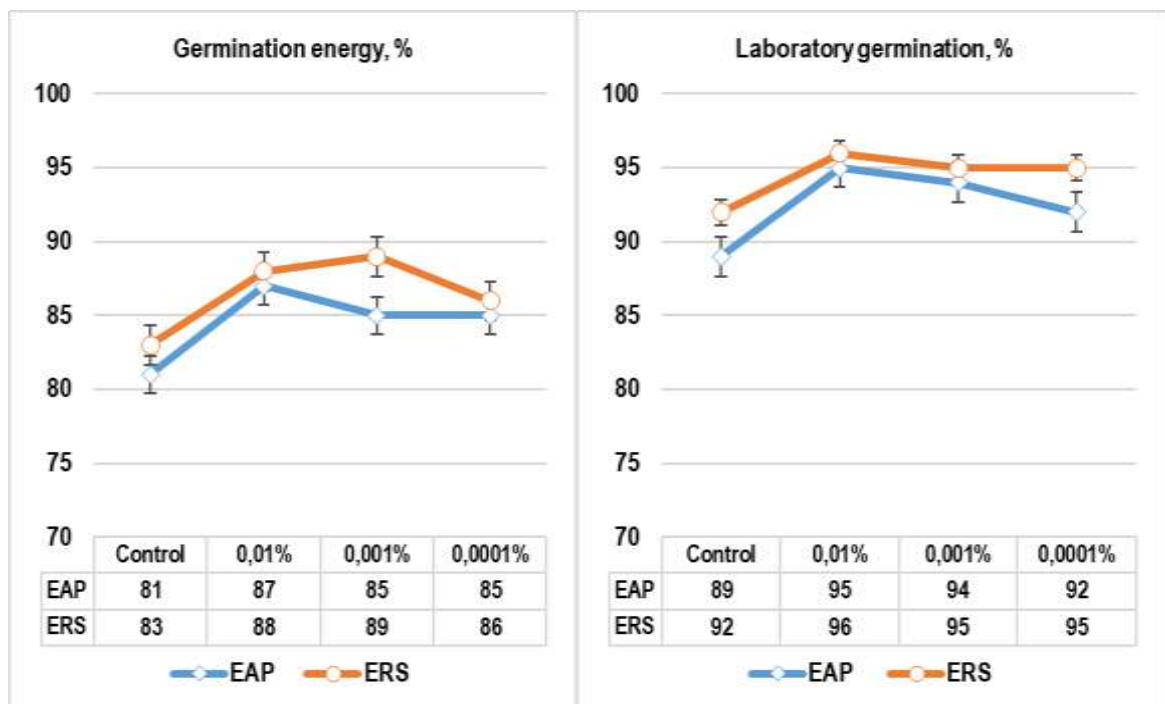 Germination energy, %
100
95
90
85
80
75
70
Control 0,01% 0,001% 0,0001%
EAP 81 87 85 85
ERS 83 88 89 86
EAP ERS
Laboratory germination, %
100
95
90
85
80
75
70
Control 0,01% 0,001% 0,0001%
EAP 89 95 94 92
ERS 92 96 95 95
EAP ERS